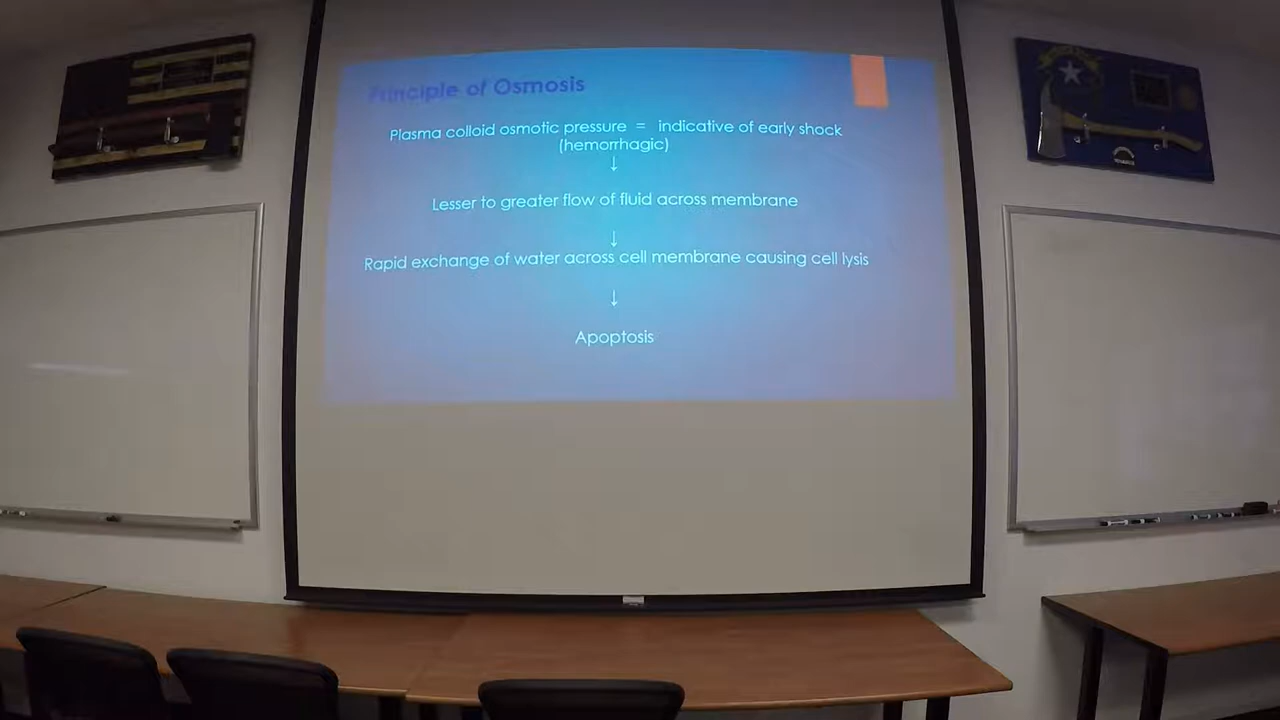 Principle of Osmosis
Plasma colloid osmotic pressure = indicative of early shock
(hemorrhagic)
↓
Lesser to greater flow of fluid across membrane
↓
Rapid exchange of water across cell membrane causing cell lysis
↓
Apoptosis